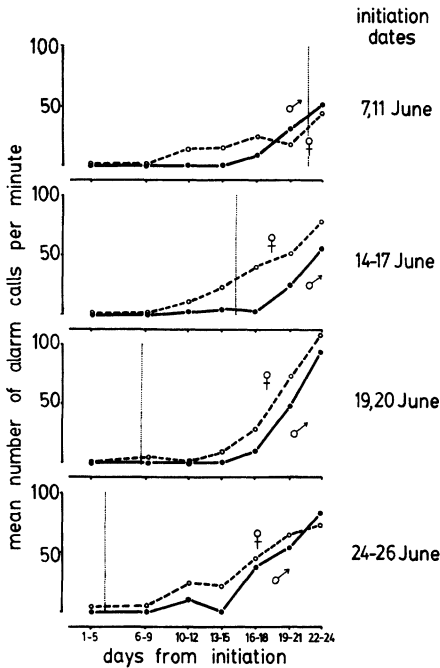 initiation
dates
100
50
7,11 June
♂
♀
100
50
14-17 June
♀
♂
100
50
19,20 June
♀
♂
100
50
24-26 June
♀
♂
mean number of alarm calls per minute
1-5 6-9 10-12 13-15 16-18 19-21 22-24
days from initiation